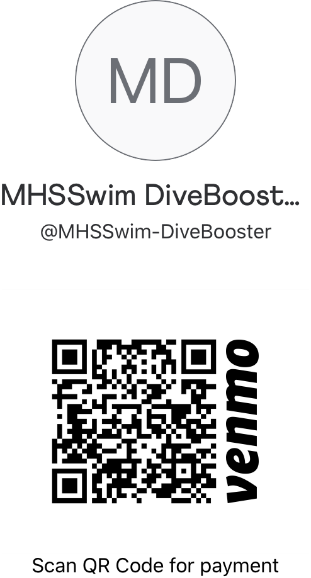 MD
MHSSwim DiveBoost...
@MHSSwim-DiveBooster
venmo
Scan QR Code for payment